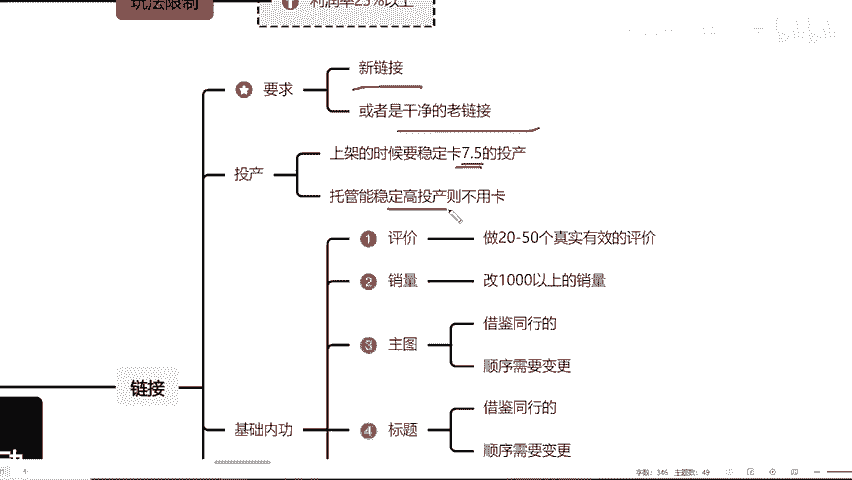 玩法限制
利润率25%以上
新链接
要求
或者是干净的老链接
上架的时候要稳定卡7.5的投产
投产
托管能稳定高投产则不用卡
1 评价
做20-50个真实有效的评价
2 销量
改1000以上的销量
借鉴同行的
3 主图
顺序需要变更
链接
借鉴同行的
基础内功
4 标题
顺序需要变更
字数：346 主题数：49